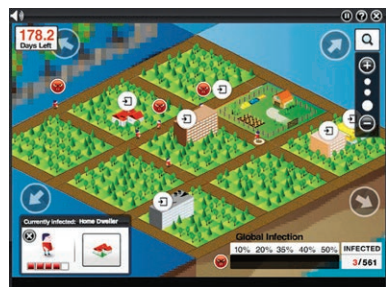 178.2
Days Left
Currently Infected: Home Dweller
Global Infection
10% 20% 35% 40% 50% INFECTED
3/561